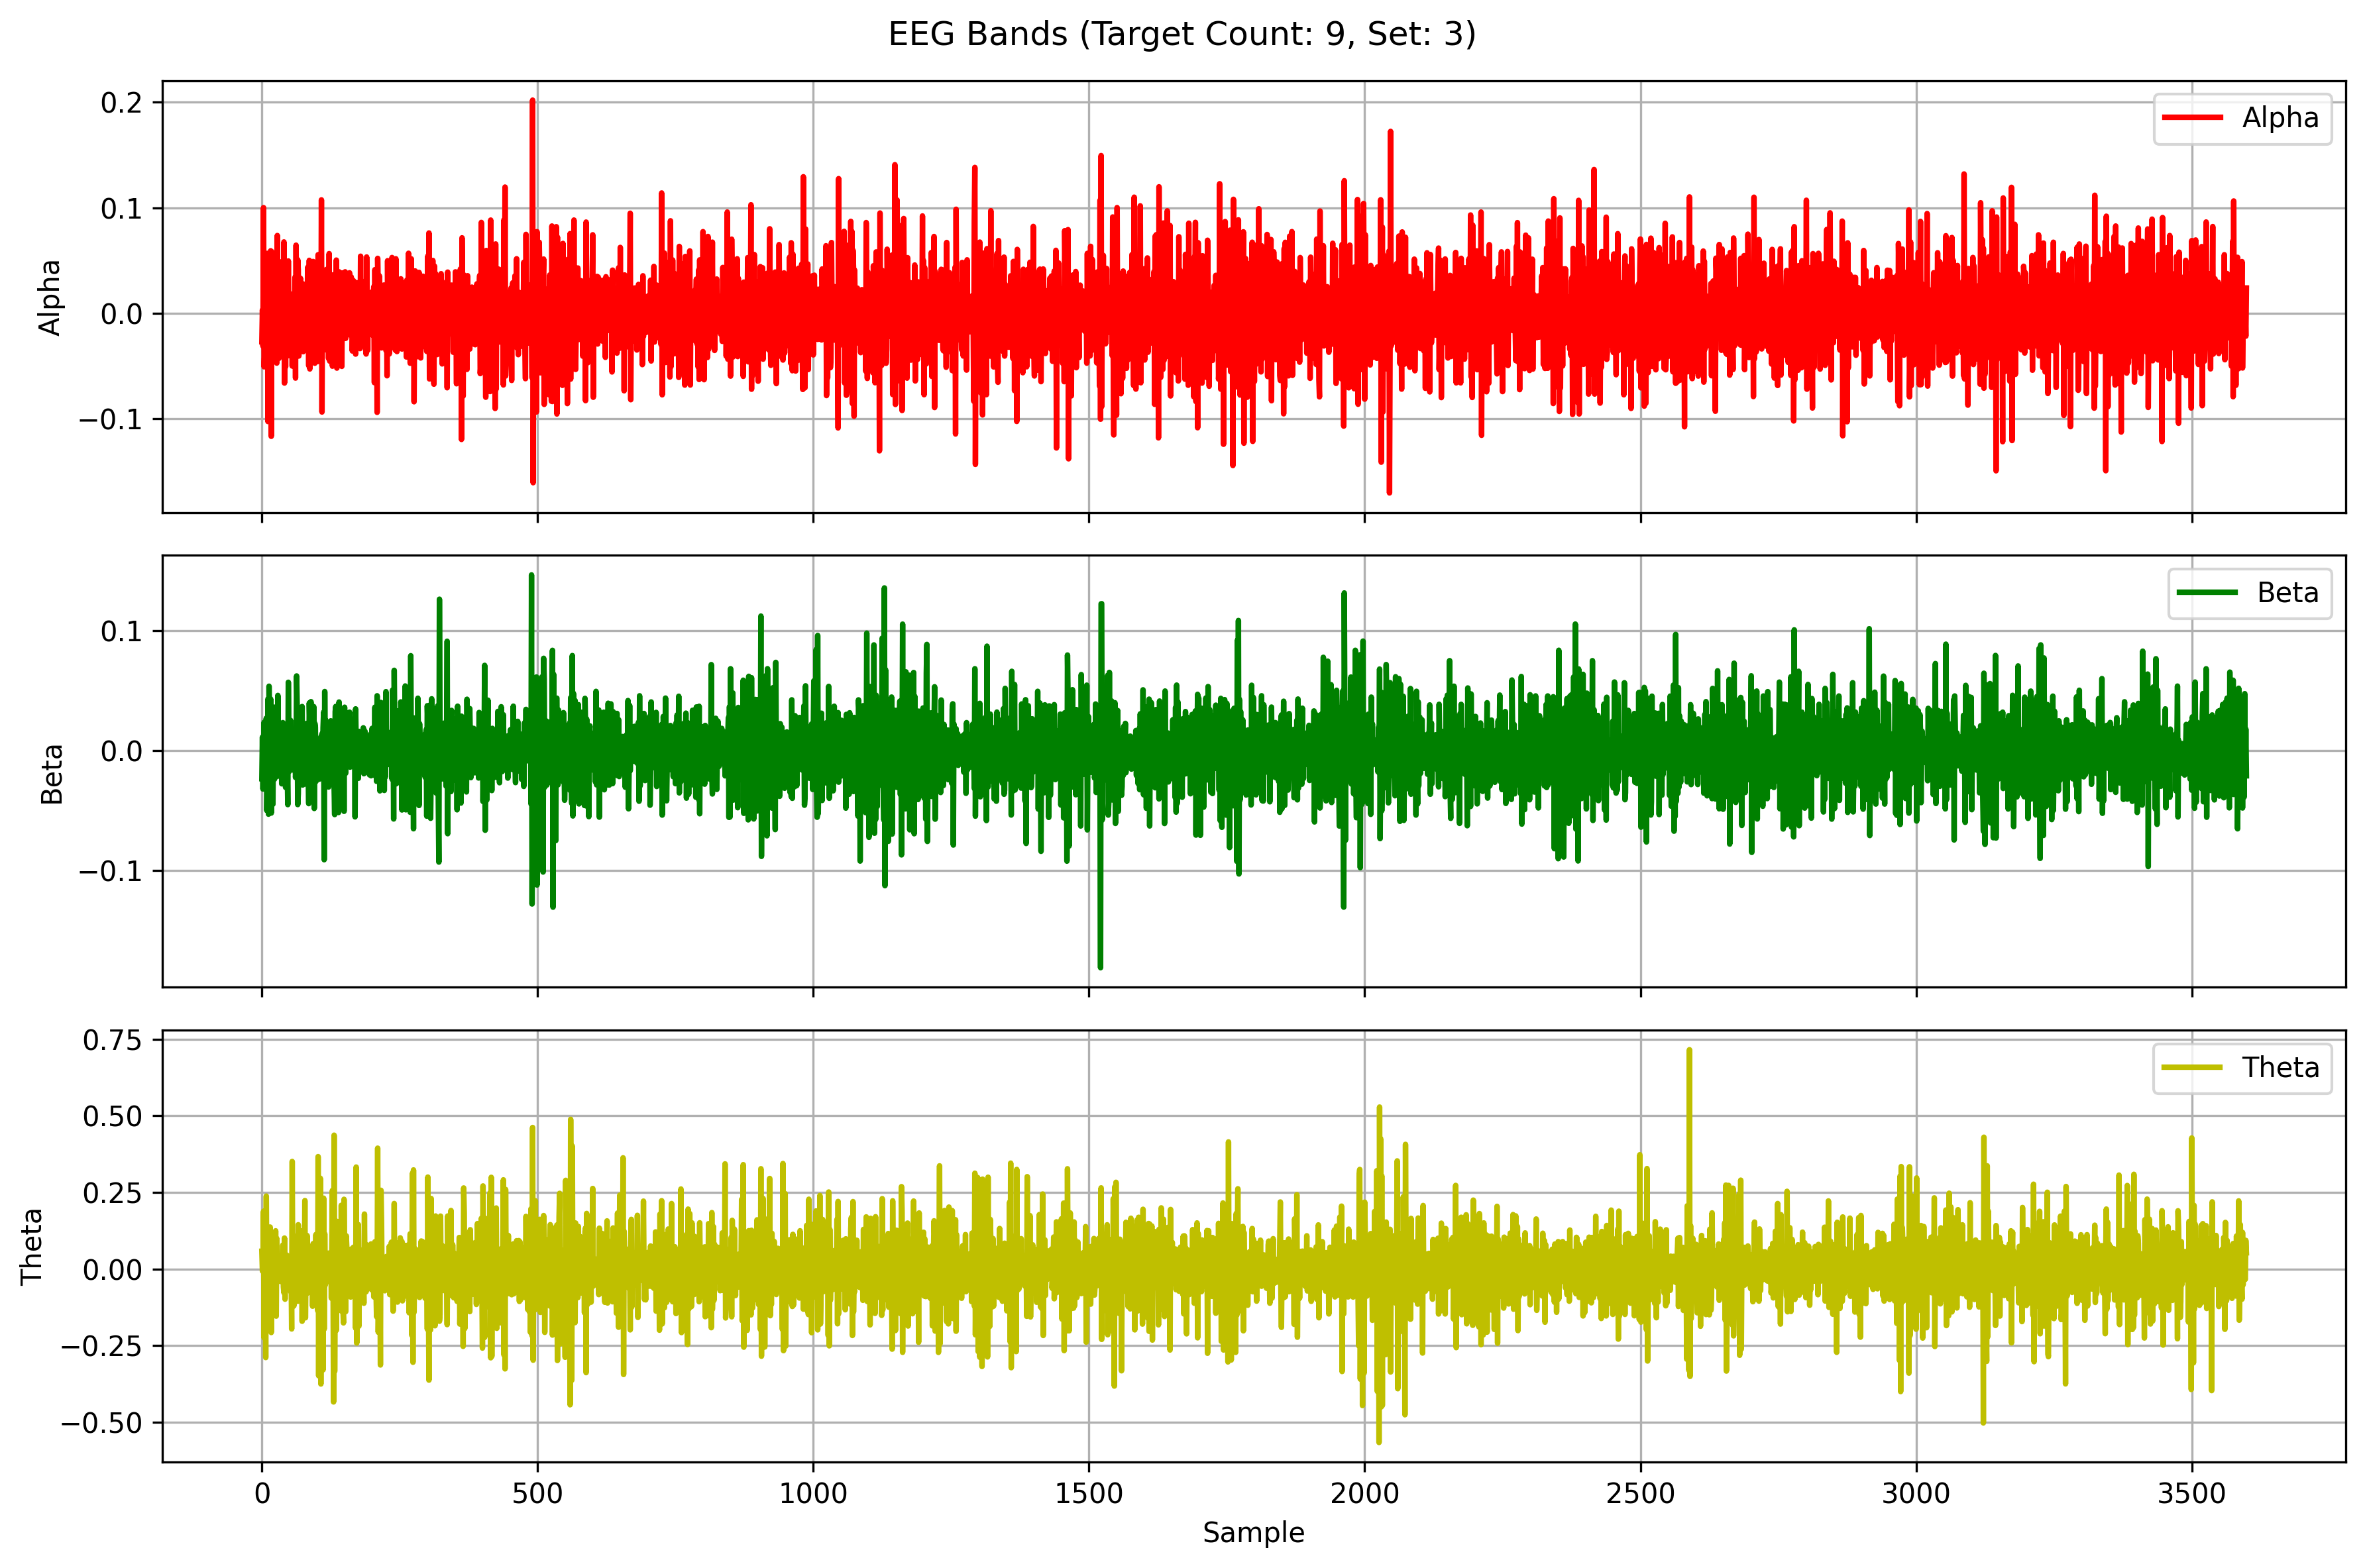 EEG Bands (Target Count: 9, Set: 3)
0.2
0.1
0.0
−0.1
Alpha
Alpha
0.1
0.0
−0.1
Beta
Beta
0.75
0.50
0.25
0.00
−0.25
−0.50
Theta
Theta
0 500 1000 1500 2000 2500 3000 3500
Sample